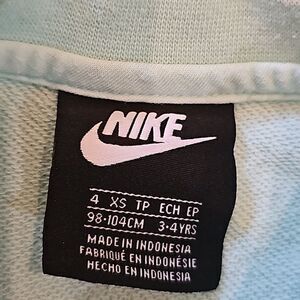 NIKE
4 XS TP ECH EP
98-104CM 3-4YRS
MADE IN INDONESIA
FABRIQUÉ EN INDONÉSIE
HECHO EN INDONESIA